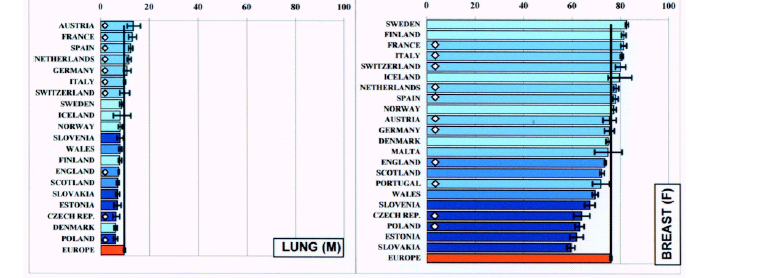 0 20 40 60 80 100
AUSTRIA
FRANCE
SPAIN
NETHERLANDS
GERMANY
ITALY
SWITZERLAND
SWEDEN
ICELAND
NORWAY
SLOVENIA
WALES
FINLAND
ENGLAND
SCOTLAND
SLOVAKIA
ESTONIA
CZECH REP.
DENMARK
POLAND
EUROPE
LUNG (M)
0 20 40 60 80 100
SWEDEN
FINLAND
FRANCE
ITALY
SWITZERLAND
ICELAND
NETHERLANDS
SPAIN
NORWAY
AUSTRIA
GERMANY
DENMARK
MALTA
ENGLAND
SCOTLAND
PORTUGAL
WALES
SLOVENIA
CZECH REP.
POLAND
ESTONIA
SLOVAKIA
EUROPE
BREAST (F)